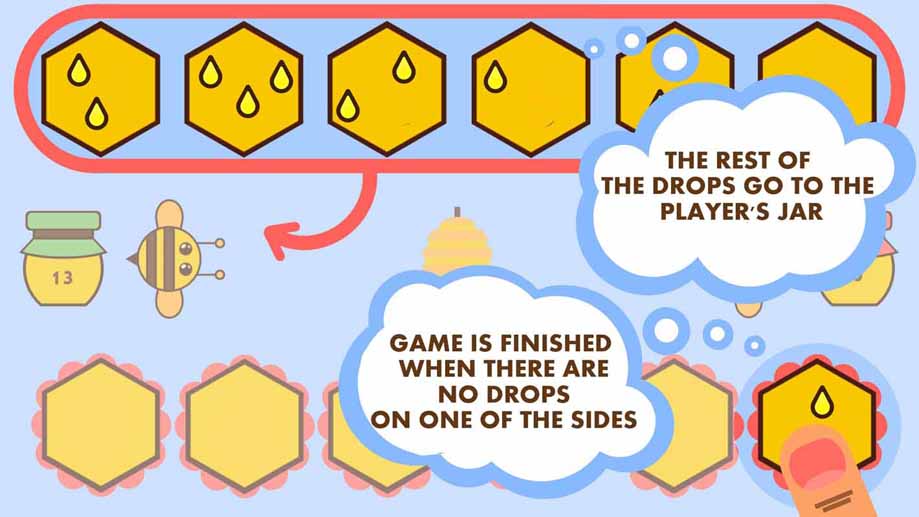 THE REST OF
THE DROPS GO TO THE
PLAYER'S JAR
13
GAME IS FINISHED
WHEN THERE ARE
NO DROPS
ON ONE OF THE SIDES